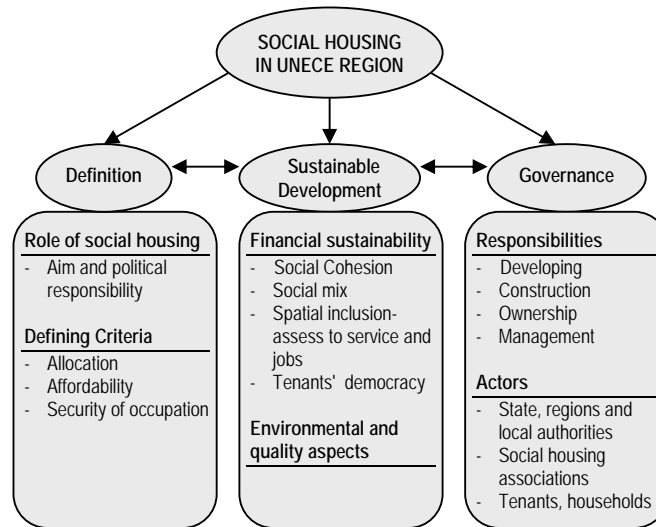 SOCIAL HOUSING
IN UNECE REGION
Definition
Sustainable
Development
Governance
Role of social housing
- Aim and political
responsibility
Defining Criteria
- Allocation
- Affordability
- Security of occupation
Financial sustainability
- Social Cohesion
- Social mix
- Spatial inclusion-
assess to service and
jobs
- Tenants' democracy
Environmental and
quality aspects
Responsibilities
- Developing
- Construction
- Ownership
- Management
Actors
- State, regions and
local authorities
- Social housing
associations
- Tenants, households